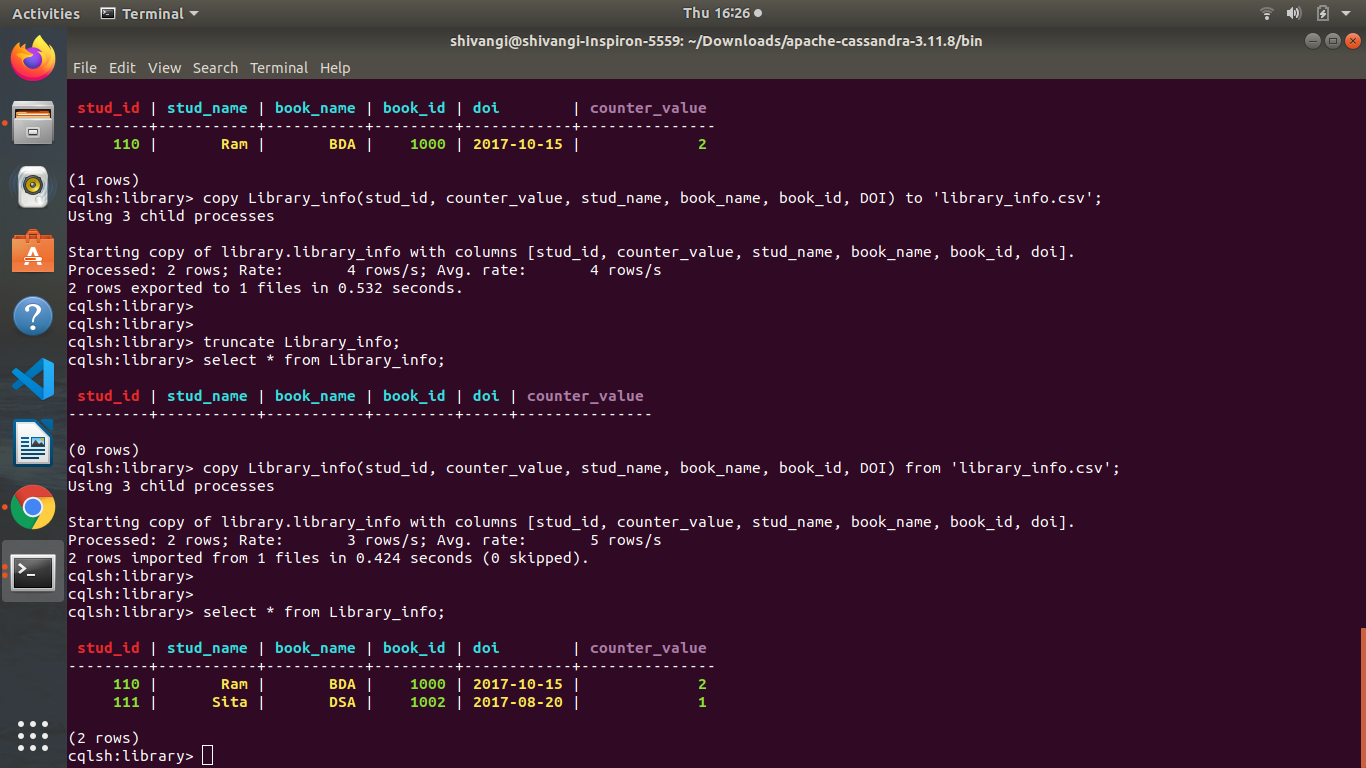 Activities Terminal Thu 16:26
shivangi@shivangi-Inspiron-5559: ~/Downloads/apache-cassandra-3.11.8/bin
File Edit View Search Terminal Help
 stud_id | stud_name | book_name | book_id | doi        | counter_value
---------+-----------+-----------+---------+------------+---------------
     110 |       Ram |       BDA |    1000 | 2017-10-15 |             2
(1 rows)
cqlsh:library> copy Library_info(stud_id, counter_value, stud_name, book_name, book_id, DOI) to 'library_info.csv';
Using 3 child processes
Starting copy of library.library_info with columns [stud_id, counter_value, stud_name, book_name, book_id, doi].
Processed: 2 rows; Rate:       4 rows/s; Avg. rate:       4 rows/s
2 rows exported to 1 files in 0.532 seconds.
cqlsh:library>
cqlsh:library>
cqlsh:library> truncate Library_info;
cqlsh:library> select * from Library_info;
 stud_id | stud_name | book_name | book_id | doi | counter_value
---------+-----------+-----------+---------+-----+---------------
(0 rows)
cqlsh:library> copy Library_info(stud_id, counter_value, stud_name, book_name, book_id, DOI) from 'library_info.csv';
Using 3 child processes
Starting copy of library.library_info with columns [stud_id, counter_value, stud_name, book_name, book_id, doi].
Processed: 2 rows; Rate:       3 rows/s; Avg. rate:       5 rows/s
2 rows imported from 1 files in 0.424 seconds (0 skipped).
cqlsh:library>
cqlsh:library>
cqlsh:library> select * from Library_info;
 stud_id | stud_name | book_name | book_id | doi        | counter_value
---------+-----------+-----------+---------+------------+---------------
     110 |       Ram |       BDA |    1000 | 2017-10-15 |             2
     111 |      Sita |       DSA |    1002 | 2017-08-20 |             1
(2 rows)
cqlsh:library>